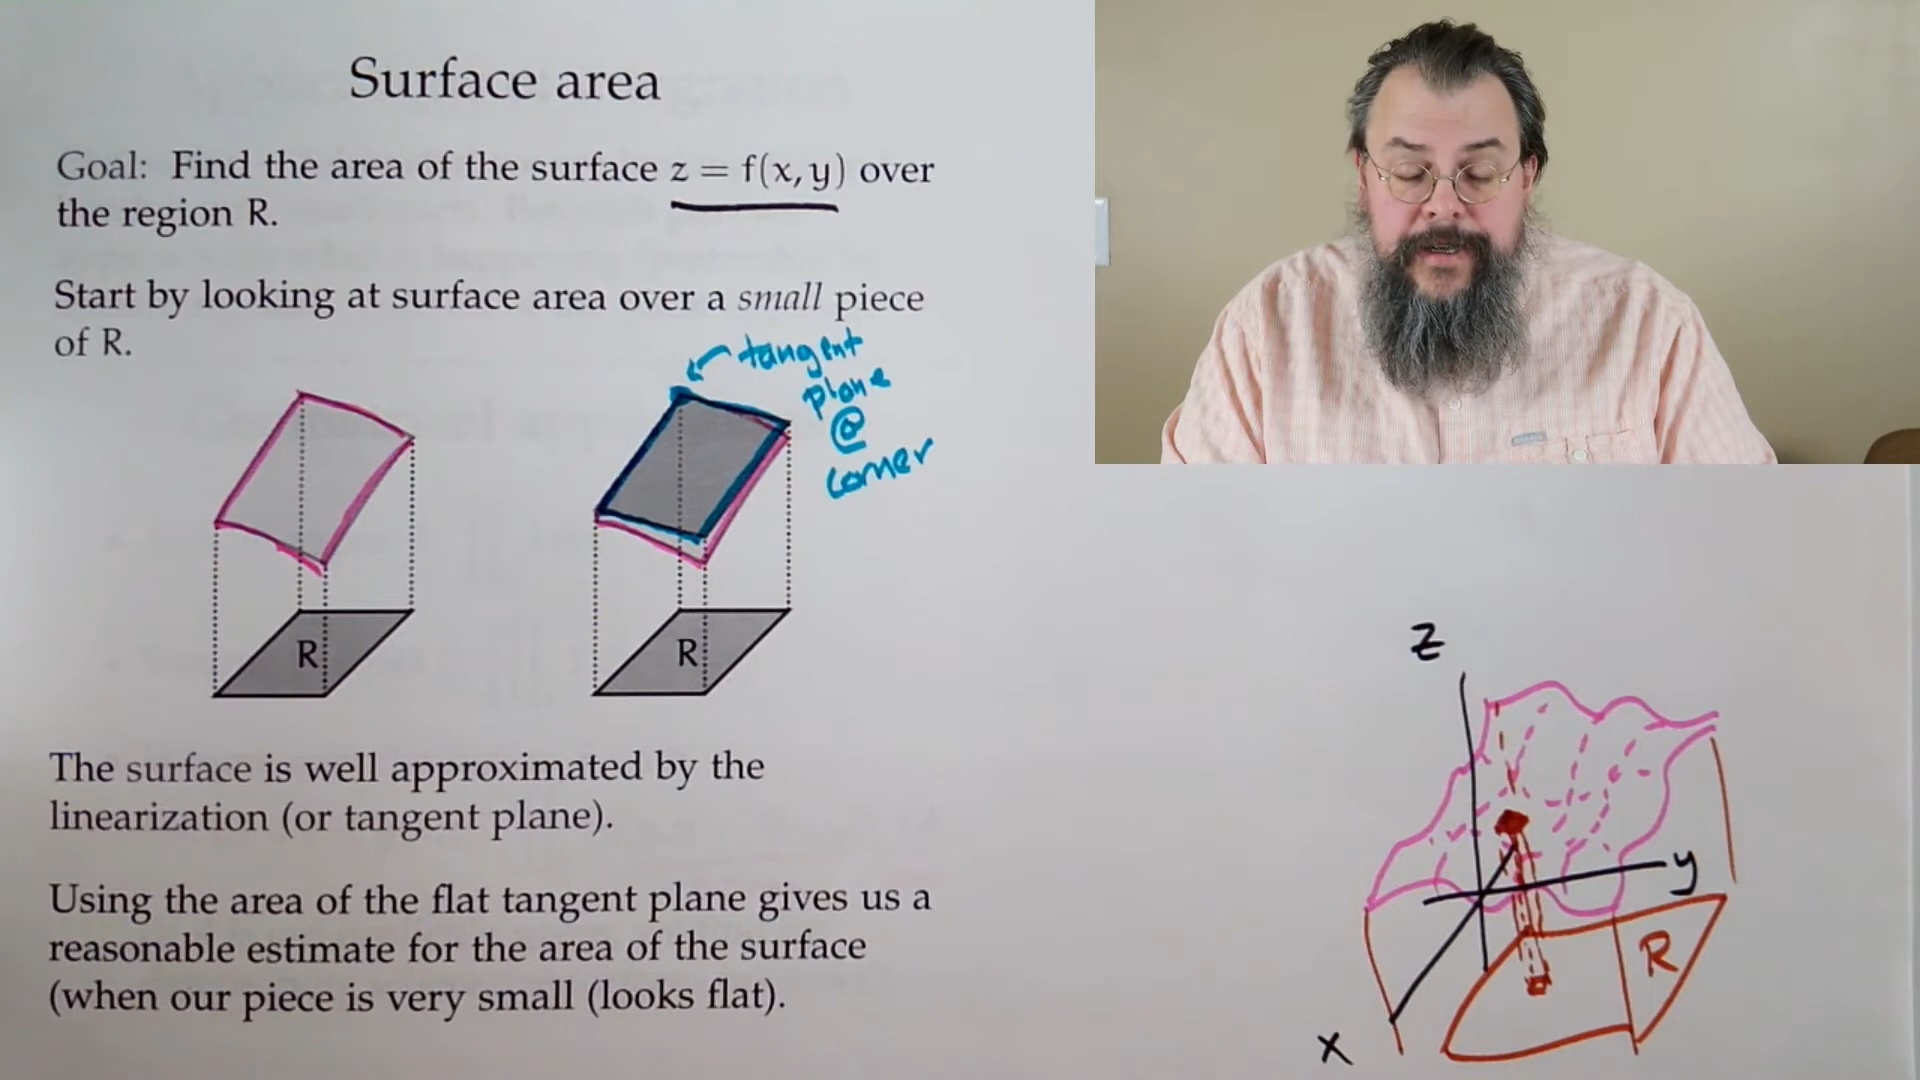 Surface area
Goal: Find the area of the surface z = f(x, y) over
the region R.
Start by looking at surface area over a small piece
of R.
tangent
plane
@
corner
R
R
The surface is well approximated by the
linearization (or tangent plane).
Using the area of the flat tangent plane gives us a
reasonable estimate for the area of the surface
(when our piece is very small (looks flat).
z
y
R
x